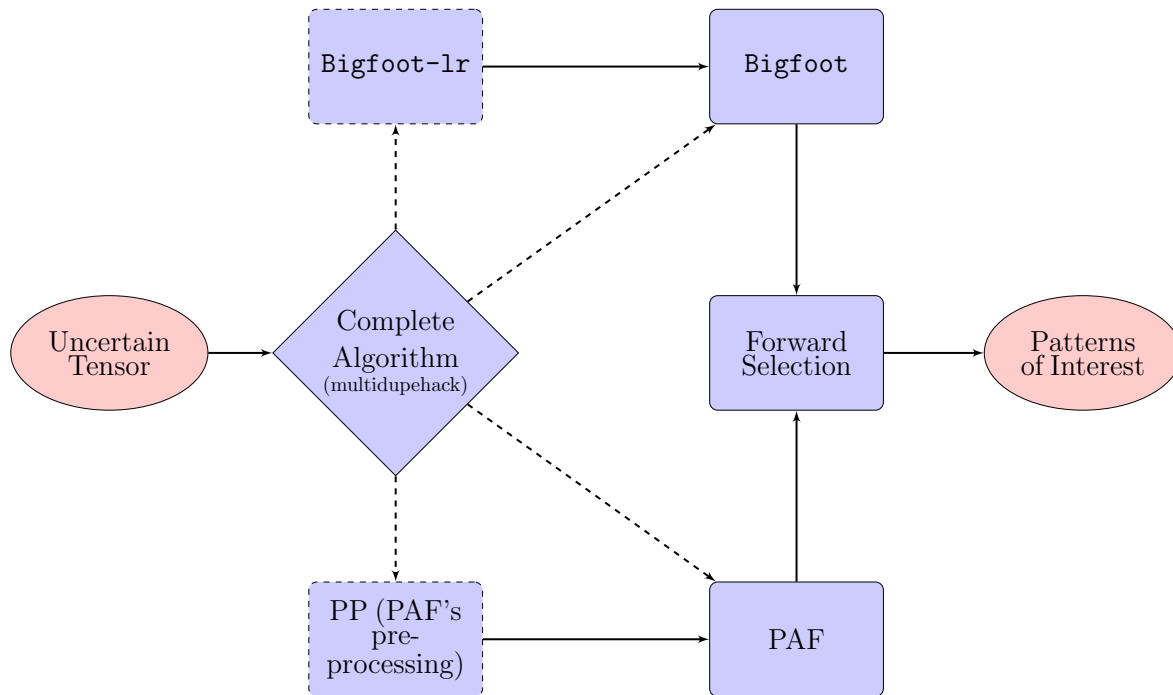 Bigfoot-lr
Bigfoot
Uncertain
Tensor
Complete
Algorithm
(multidupehack)
Forward
Selection
Patterns
of Interest
PP (PAF's
pre-
processing)
PAF